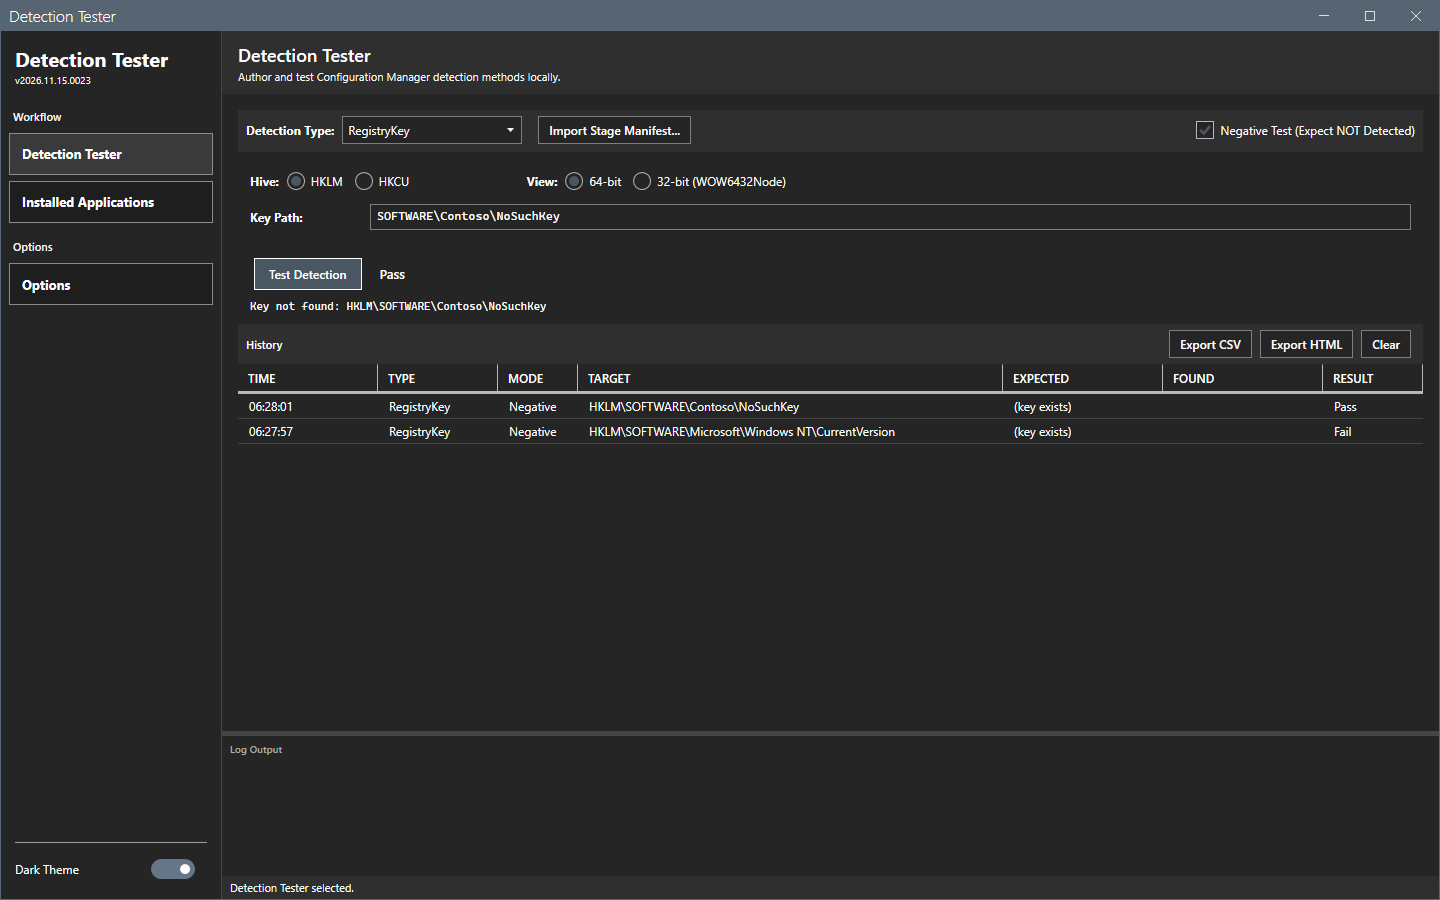 Detection Tester
Detection Tester
v2026.11.15.0023
Workflow
Detection Tester
Installed Applications
Options
Options
Dark Theme
Detection Tester
Author and test Configuration Manager detection methods locally.
Detection Type: RegistryKey Import Stage Manifest... Negative Test (Expect NOT Detected)
Hive: HKLM HKCU View: 64-bit 32-bit (WOW6432Node)
Key Path: SOFTWARE\Contoso\NoSuchKey
Test Detection Pass
Key not found: HKLM\SOFTWARE\Contoso\NoSuchKey
History Export CSV Export HTML Clear
TIME TYPE MODE TARGET EXPECTED FOUND RESULT
06:28:01 RegistryKey Negative HKLM\SOFTWARE\Contoso\NoSuchKey (key exists) Pass
06:27:57 RegistryKey Negative HKLM\SOFTWARE\Microsoft\Windows NT\CurrentVersion (key exists) Fail
Log Output
Detection Tester selected.